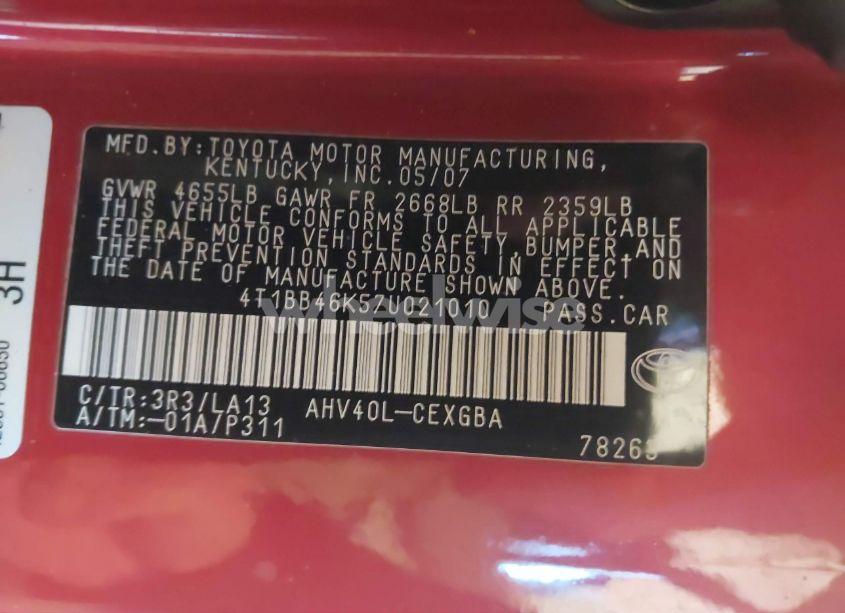 MFD.BY:TOYOTA MOTOR MANUFACTURING,
KENTUCKY,INC.05/07
GVWR 4655LB GAWR FR 2668LB RR 2359LB
THIS VEHICLE CONFORMS TO ALL APPLICABLE
FEDERAL MOTOR VEHICLE SAFETY,BUMPER,AND
THEFT PREVENTION STANDARDS IN EFFECT ON
THE DATE OF MANUFACTURE SHOWN ABOVE.
4T1BB46K57U021010 PASS.CAR
wheelwise
C/TR:3R3/LA13 AHV40L-CEXGBA
A/TM:-01A/P311
3H